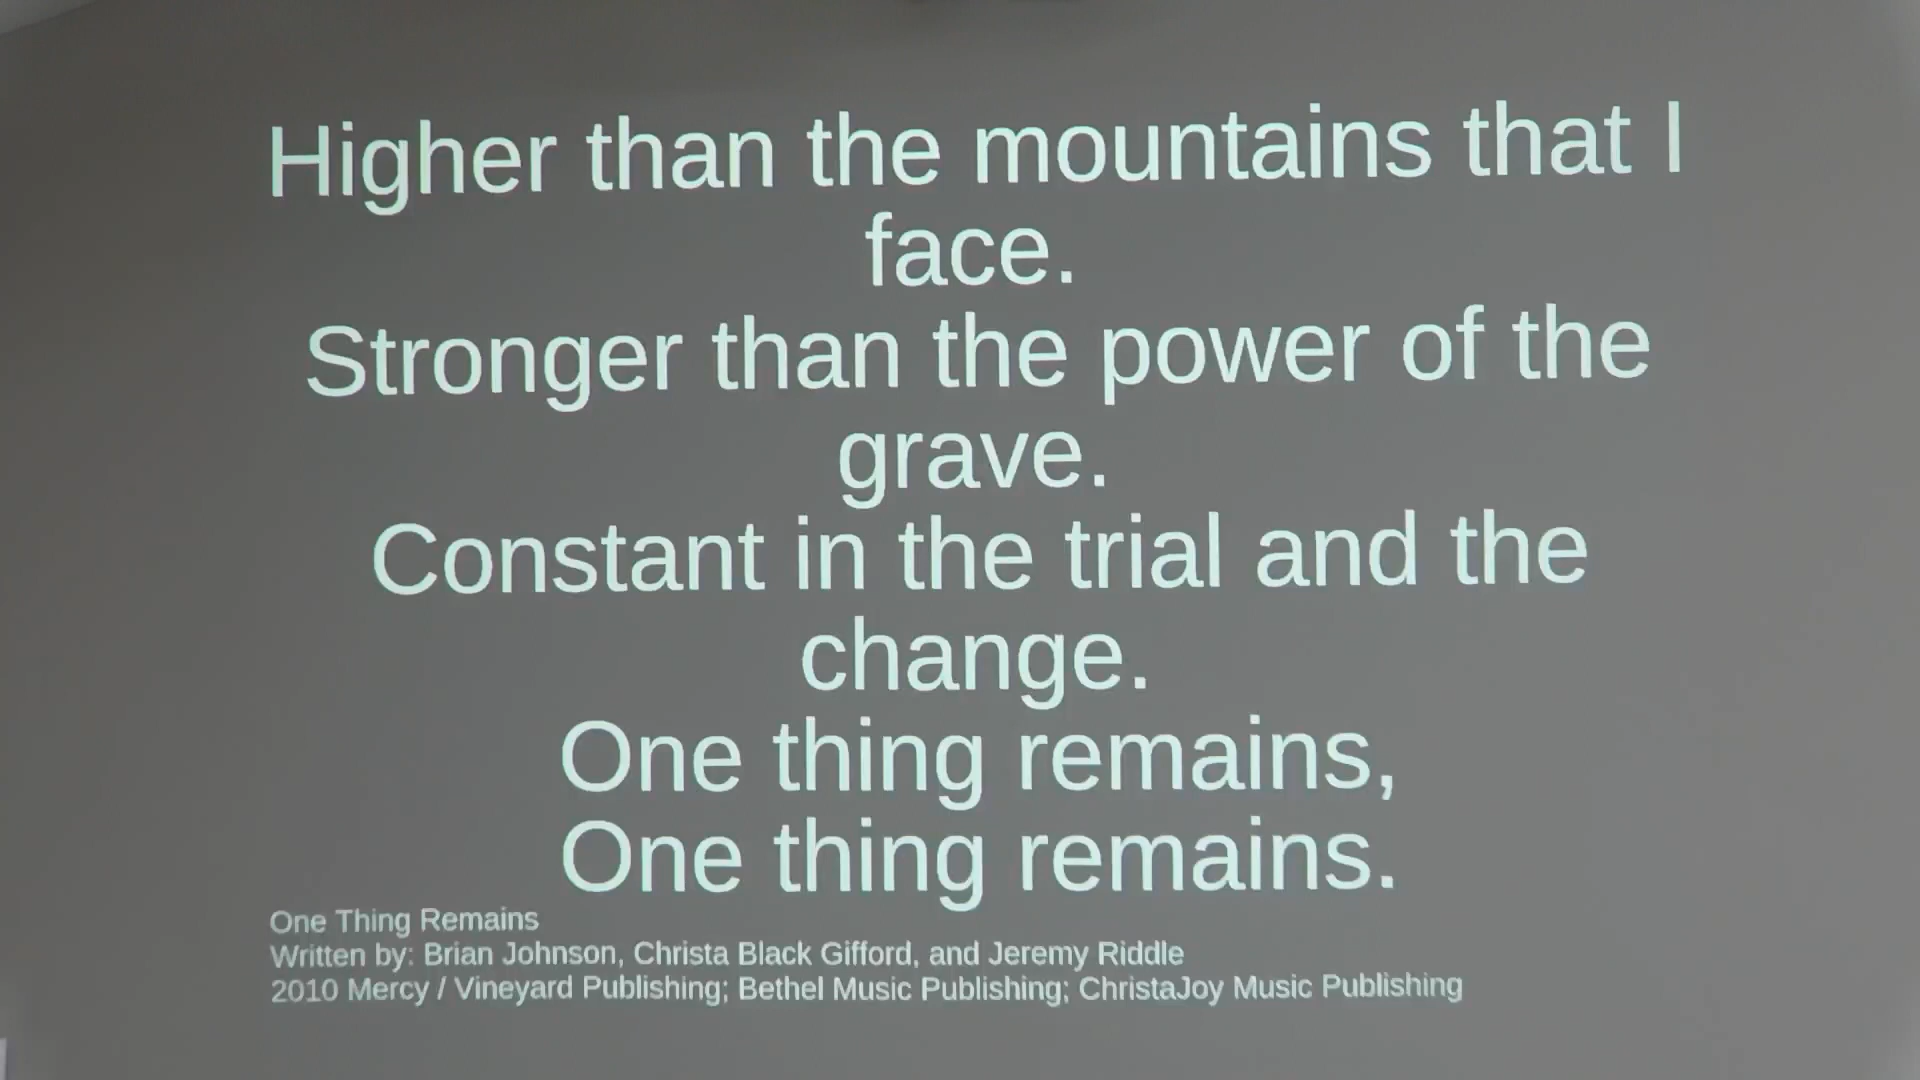 Higher than the mountains that I
face.
Stronger than the power of the
grave.
Constant in the trial and the
change.
One thing remains,
One thing remains.
One Thing Remains
Written by: Brian Johnson, Christa Black Gifford, and Jeremy Riddle
2010 Mercy / Vineyard Publishing; Bethel Music Publishing; ChristaJoy Music Publishing